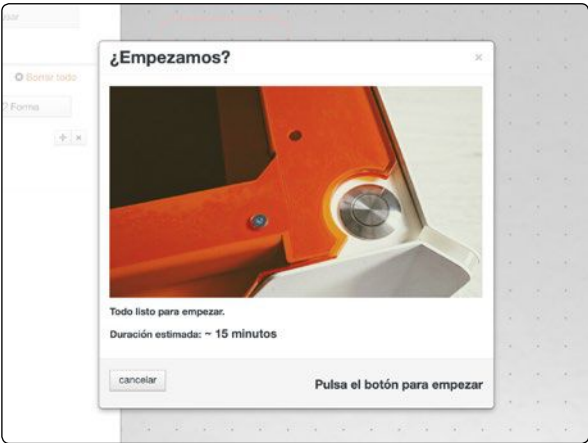 ¿Empezamos?
×
Borrar todo
? Forma
Todo listo para empezar.
Duración estimada: ~ 15 minutos
cancelar
Pulsa el botón para empezar